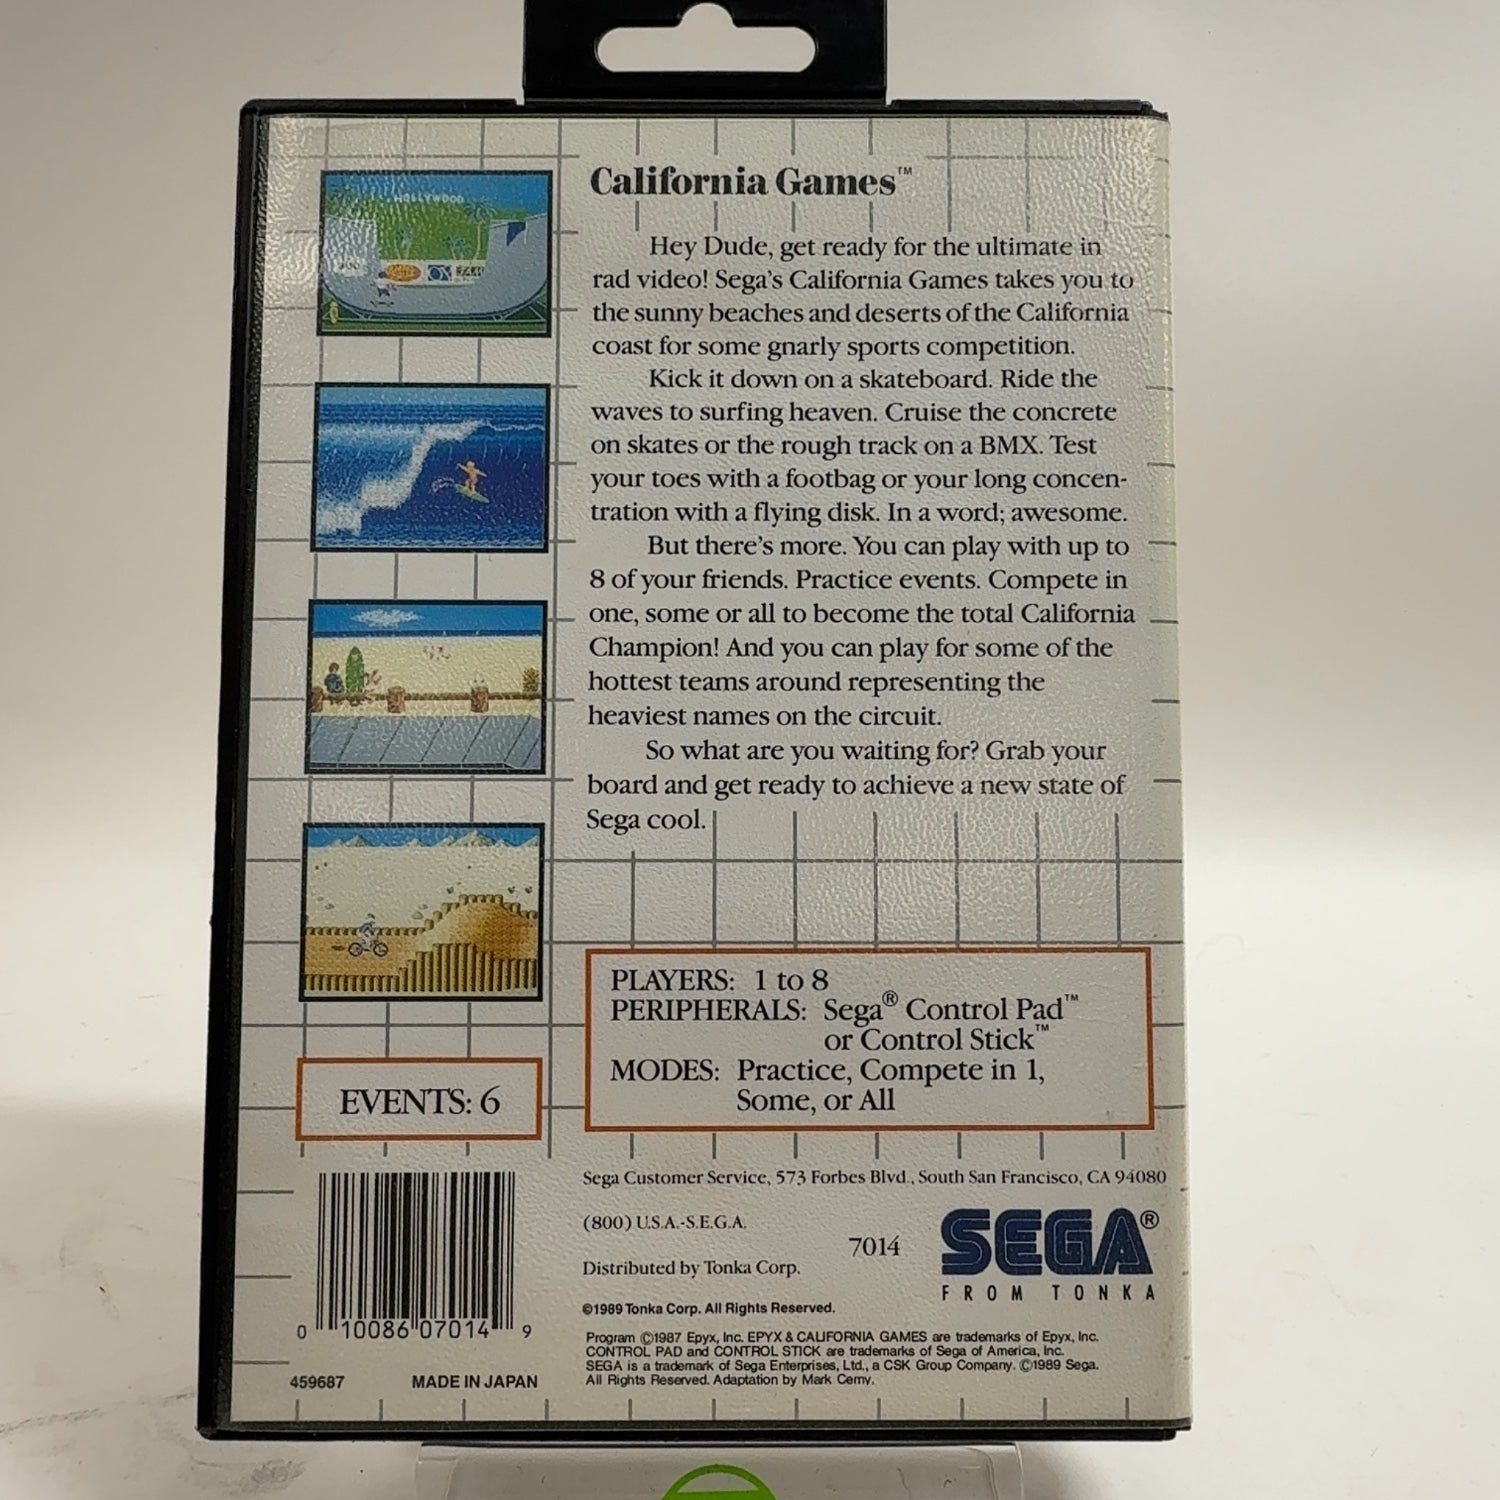 California Games™
Hey Dude, get ready for the ultimate in
rad video! Sega's California Games takes you to
the sunny beaches and deserts of the California
coast for some gnarly sports competition.
Kick it down on a skateboard. Ride the
waves to surfing heaven. Cruise the concrete
on skates or the rough track on a BMX. Test
your toes with a footbag or your long concen-
tration with a flying disk. In a word; awesome.
But there's more. You can play with up to
8 of your friends. Practice events. Compete in
one, some or all to become the total California
Champion! And you can play for some of the
hottest teams around representing the
heaviest names on the circuit.
So what are you waiting for? Grab your
board and get ready to achieve a new state of
Sega cool.
HOLLYWOOD
EVENTS: 6
PLAYERS: 1 to 8
PERIPHERALS: Sega® Control Pad™
or Control Stick™
MODES: Practice, Compete in 1,
Some, or All
Sega Customer Service, 573 Forbes Blvd., South San Francisco, CA 94080
(800) U.S.A.-S.E.G.A.
7014
Distributed by Tonka Corp.
SEGA®
FROM TONKA
©1989 Tonka Corp. All Rights Reserved.
Program ©1987 Epyx, Inc. EPYX & CALIFORNIA GAMES are trademarks of Epyx, Inc.
CONTROL PAD and CONTROL STICK are trademarks of Sega of America, Inc.
SEGA is a trademark of Sega Enterprises, Ltd., a CSK Group Company. ©1989 Sega.
All Rights Reserved. Adaptation by Mark Cerny.
0 10086 07014 9
459687 MADE IN JAPAN